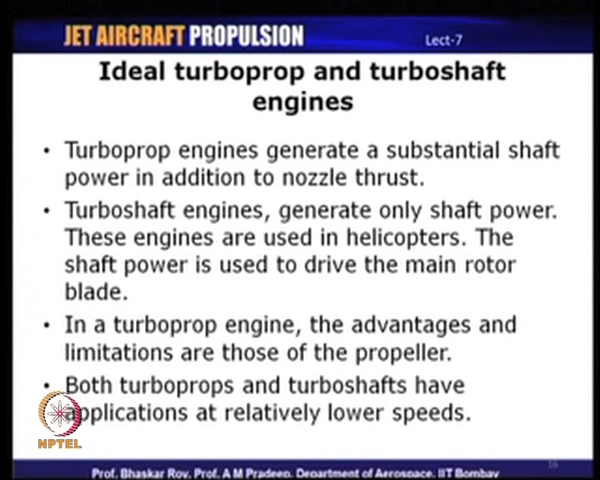 JET AIRCRAFT PROPULSION
Lect-7
Ideal turboprop and turboshaft
engines
• Turboprop engines generate a substantial shaft
power in addition to nozzle thrust.
• Turboshaft engines, generate only shaft power.
These engines are used in helicopters. The
shaft power is used to drive the main rotor
blade.
• In a turboprop engine, the advantages and
limitations are those of the propeller.
• Both turboprops and turboshafts have
applications at relatively lower speeds.
NPTEL
16
Prof. Bhaskar Roy, Prof. A M Pradeep, Department of Aerospace, IIT Bombay